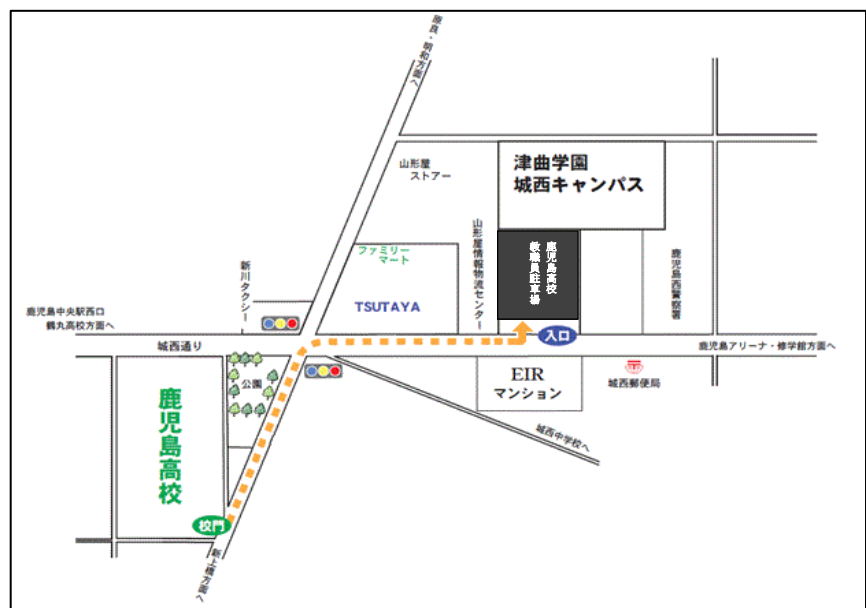 原良・明和方面へ
津曲学園
城西キャンパス
山形屋
ストアー
山形屋情報物流センター
鹿児島高校
教職員駐車場
鹿児島西警察署
ファミリー
マート
新川タクシー
TSUTAYA
鹿児島中央駅西口
鶴丸高校方面へ
入口
城西通り
鹿児島アリーナ・修学館方面へ
公園
EIR
マンション
城西郵便局
鹿児島高校
城西中学校へ
校門
新上橋方面へ